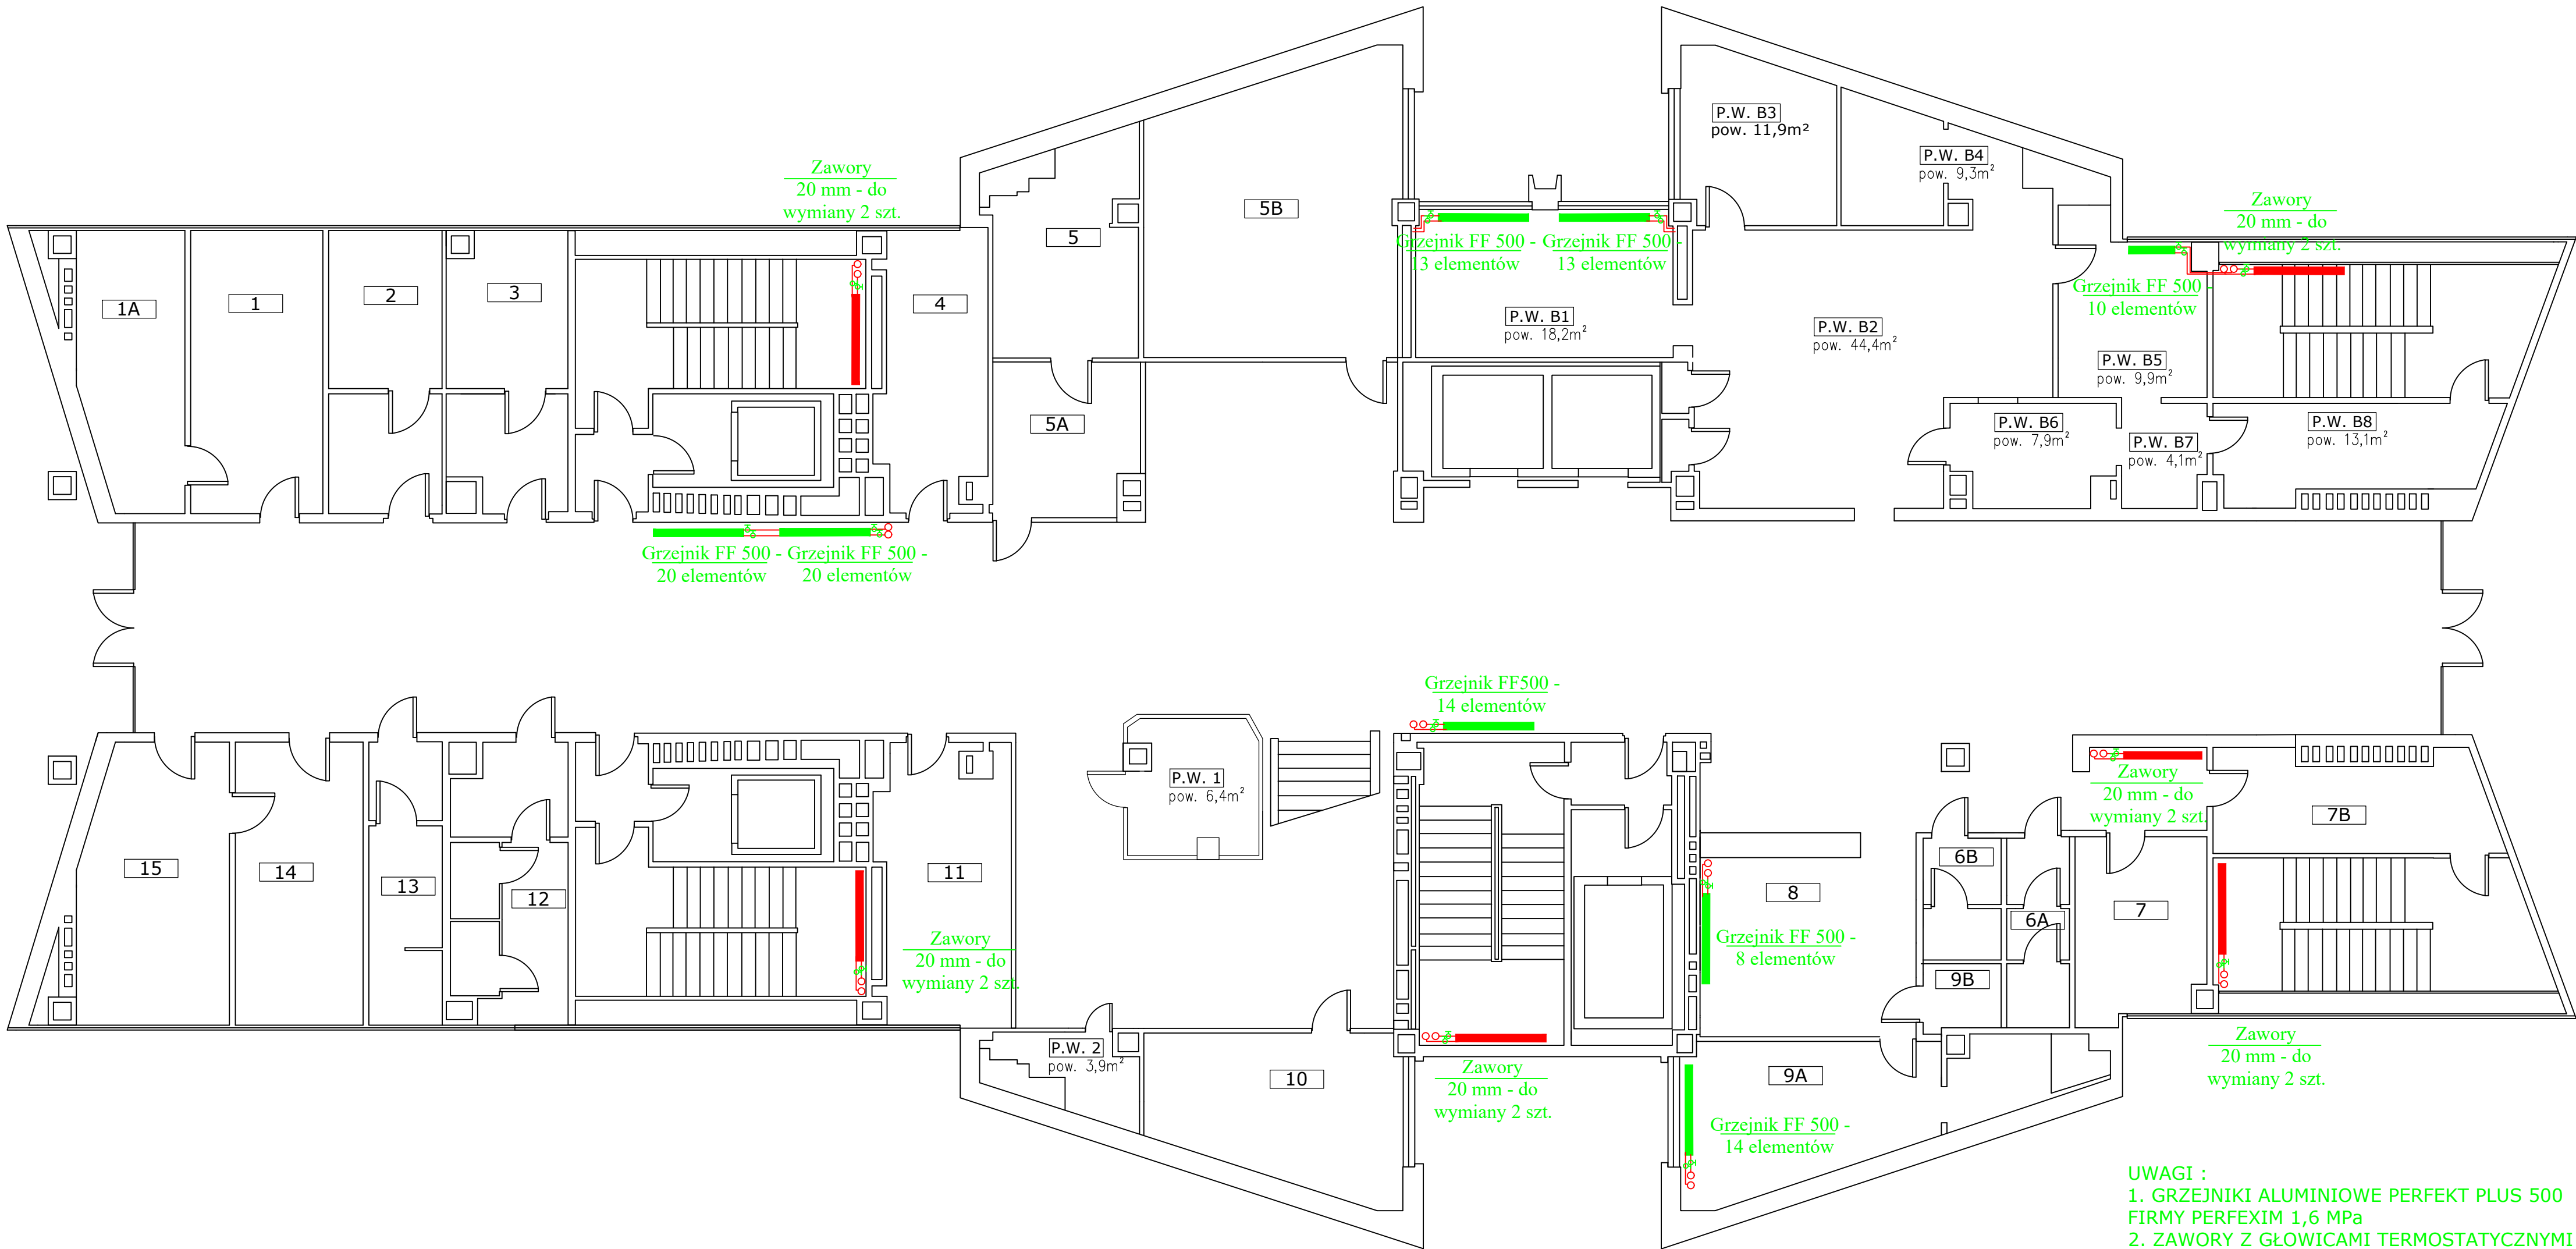 P.W. B3
pow. 11,9m²
P.W. B4
pow. 9,3m²
Zawory
20 mm - do
wymiany 2 szt.
Zawory
20 mm - do
wymiany 2 szt.
5B
5
Grzejnik FF 500 -
13 elementów
Grzejnik FF 500 -
13 elementów
1A
1
2
3
4
Grzejnik FF 500 -
10 elementów
P.W. B1
pow. 18,2m²
P.W. B2
pow. 44,4m²
P.W. B5
pow. 9,9m²
5A
P.W. B6
pow. 7,9m²
P.W. B7
pow. 4,1m²
P.W. B8
pow. 13,1m²
Grzejnik FF 500 -
20 elementów
Grzejnik FF 500 -
20 elementów
Grzejnik FF500 -
14 elementów
P.W. 1
pow. 6,4m²
Zawory
20 mm - do
wymiany 2 szt.
7B
15
14
13
12
11
8
6B
6A
7
Zawory
20 mm - do
wymiany 2 szt.
Grzejnik FF 500 -
8 elementów
9B
P.W. 2
pow. 3,9m²
10
Zawory
20 mm - do
wymiany 2 szt.
9A
Zawory
20 mm - do
wymiany 2 szt.
Grzejnik FF 500 -
14 elementów
UWAGI :
1. GRZEJNIKI ALUMINIOWE PERFEKT PLUS 500
FIRMY PERFEXIM 1,6 MPa
2. ZAWORY Z GŁOWICAMI TERMOSTATYCZNYMI